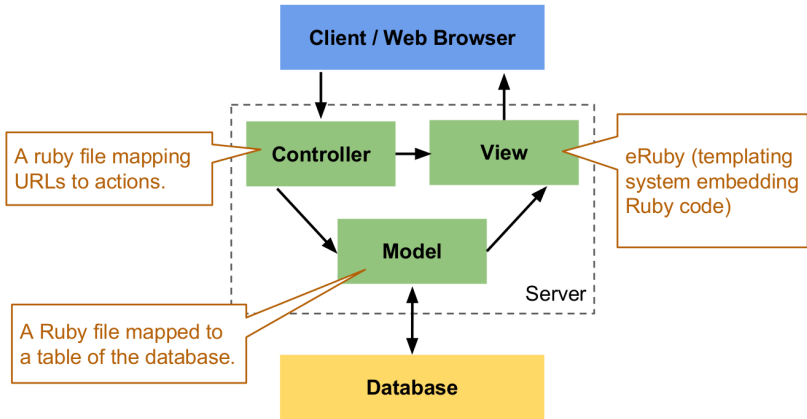 Client / Web Browser
A ruby file mapping
URLs to actions.
Controller
View
eRuby (templating
system embedding
Ruby code)
Model
Server
A Ruby file mapped to
a table of the database.
Database